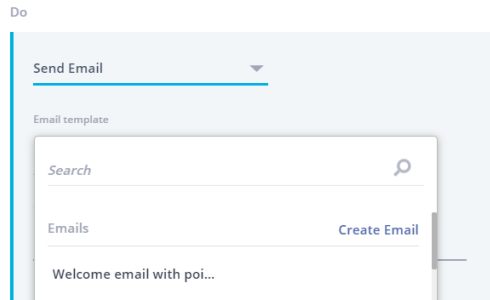 Do
Send Email
Email template
Search
Emails
Create Email
Welcome email with poi...